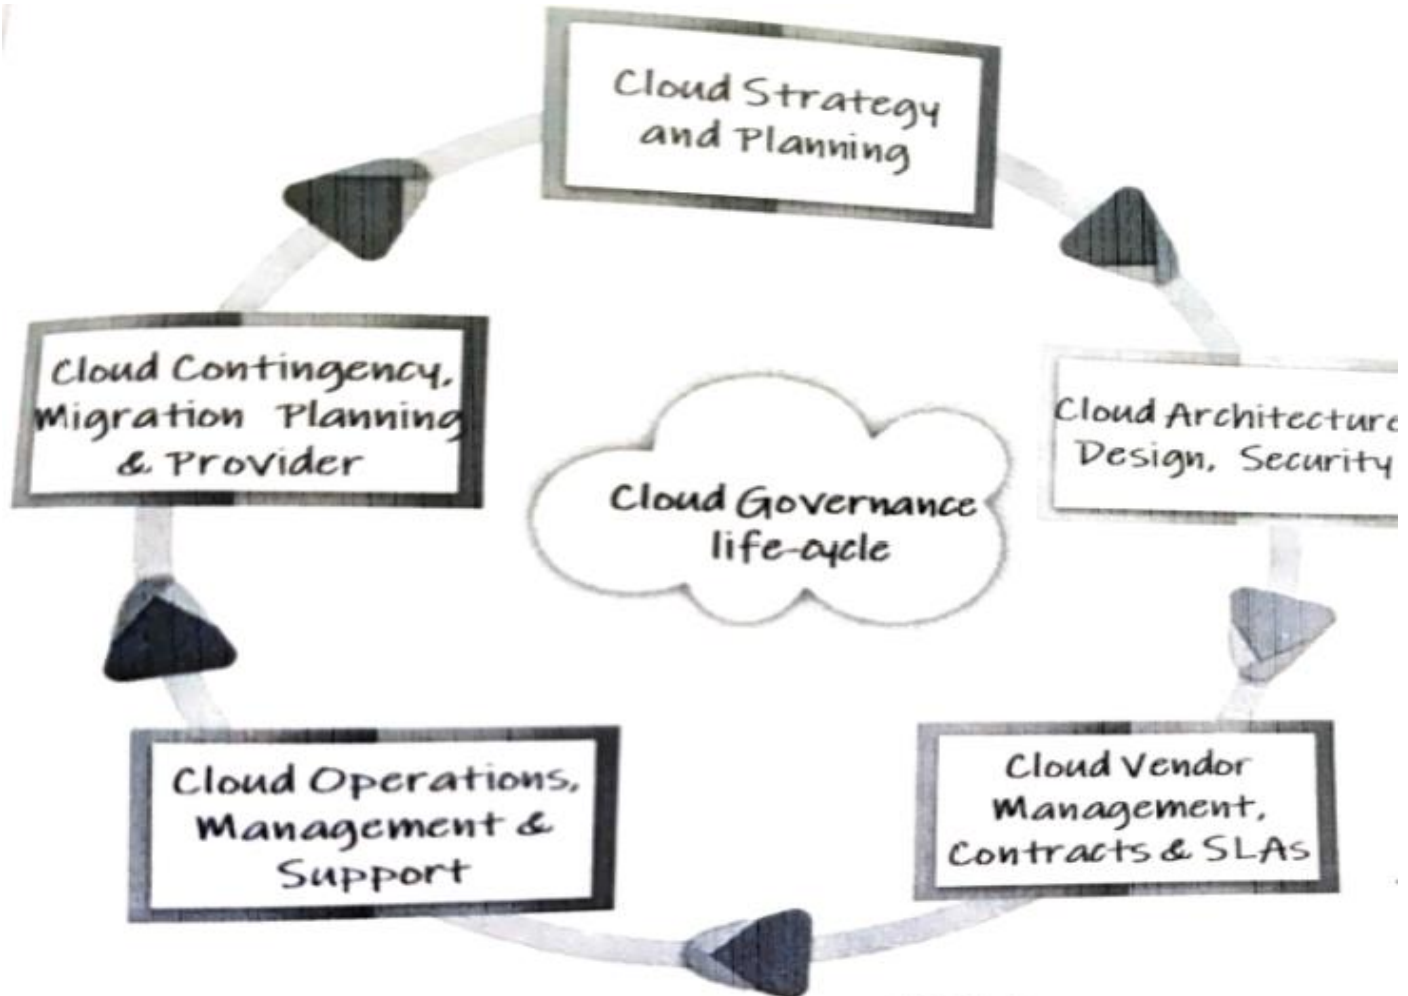 Cloud Strategy
and Planning
Cloud Architecture
Design, Security
Cloud Vendor
Management,
Contracts & SLAs
Cloud Operations,
Management &
Support
Cloud Contingency,
Migration Planning
& Provider
Cloud Governance
life-cycle